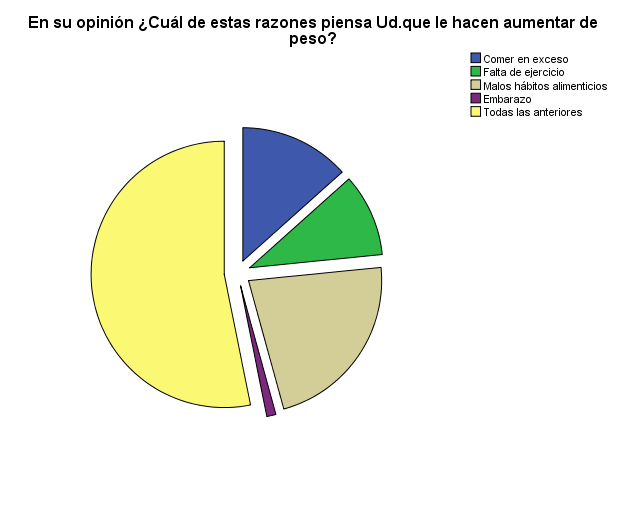 En su opinión ¿Cuál de estas razones piensa Ud.que le hacen aumentar de
peso?
Comer en exceso
Falta de ejercicio
Malos hábitos alimenticios
Embarazo
Todas las anteriores